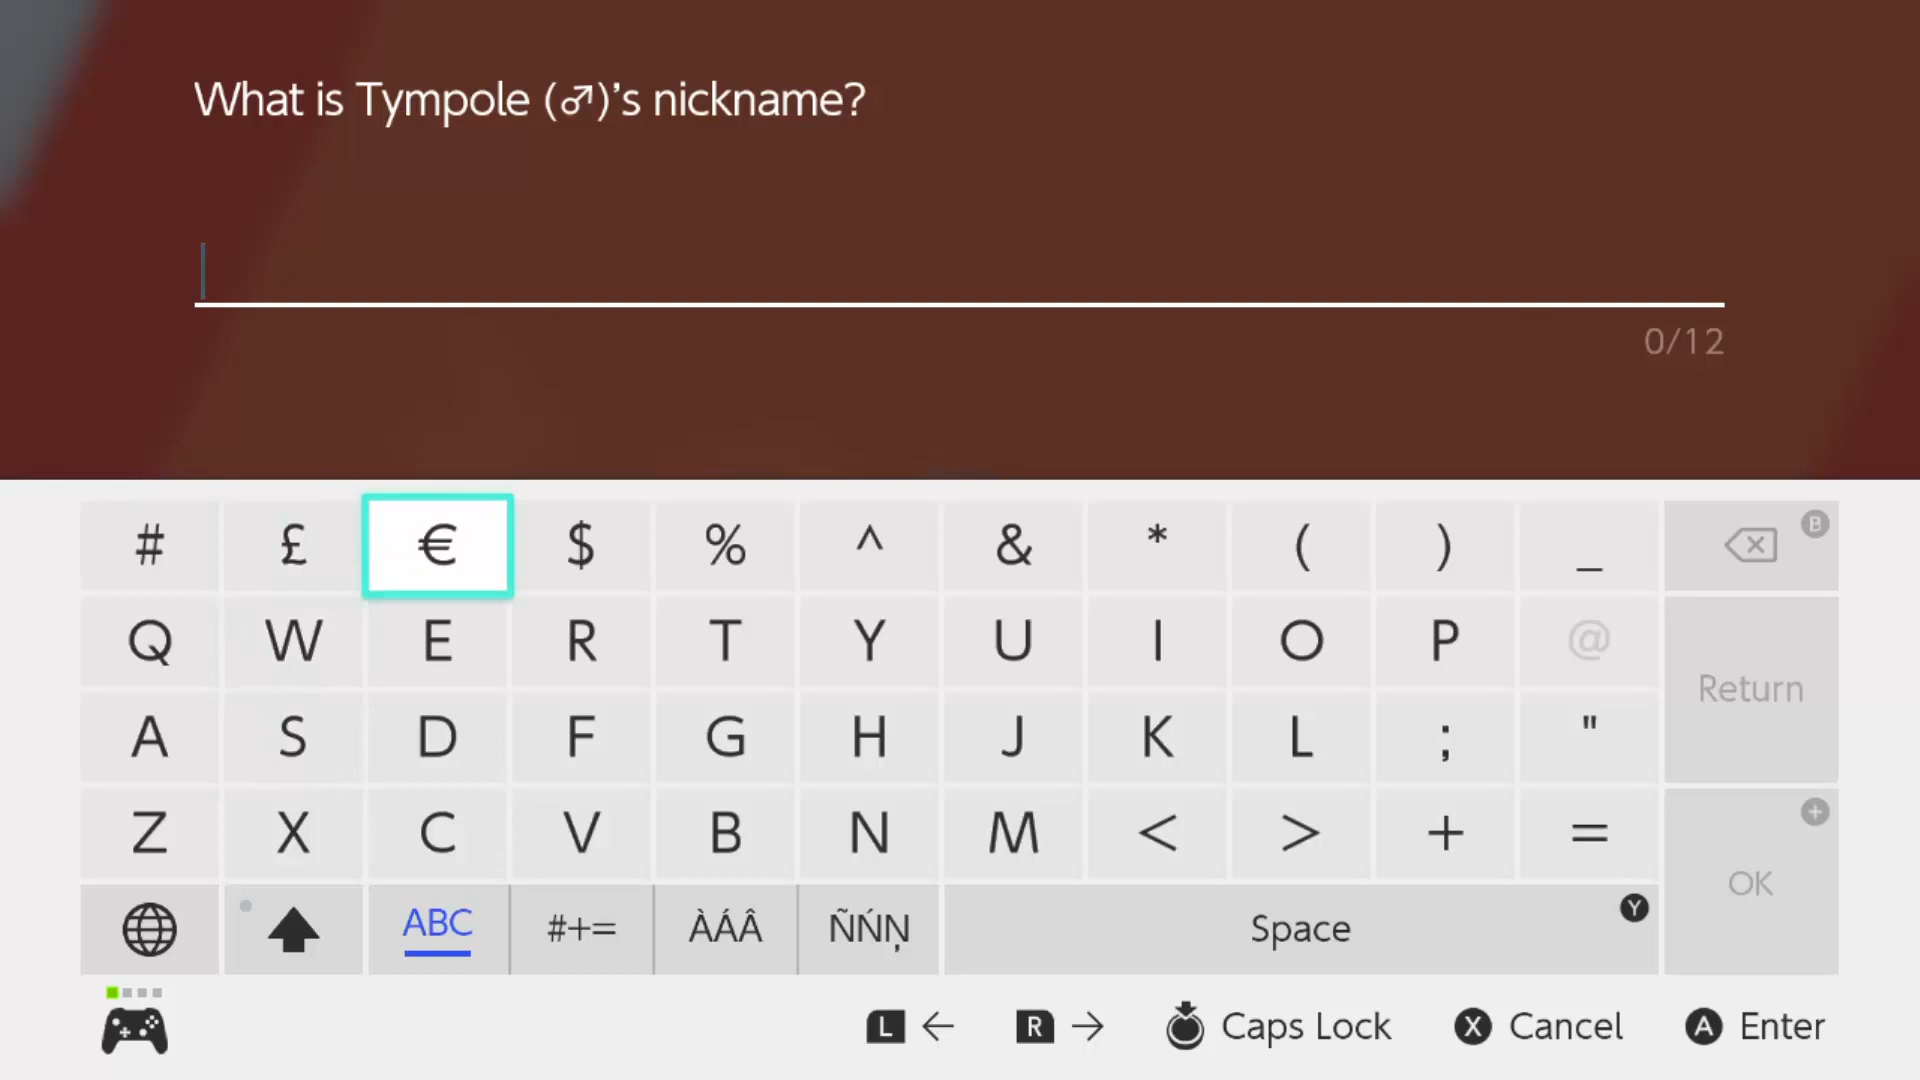 What is Tympole (♂)'s nickname?
0/12
# £ € $ % ^ & * ( ) _ B
Q W E R T Y U I O P @
Return
A S D F G H J K L ; "
Z X C V B N M < > + = +
OK
ABC #+= ÀÁÂ ÑŃŅ Space Y
L ← R → Caps Lock X Cancel A Enter